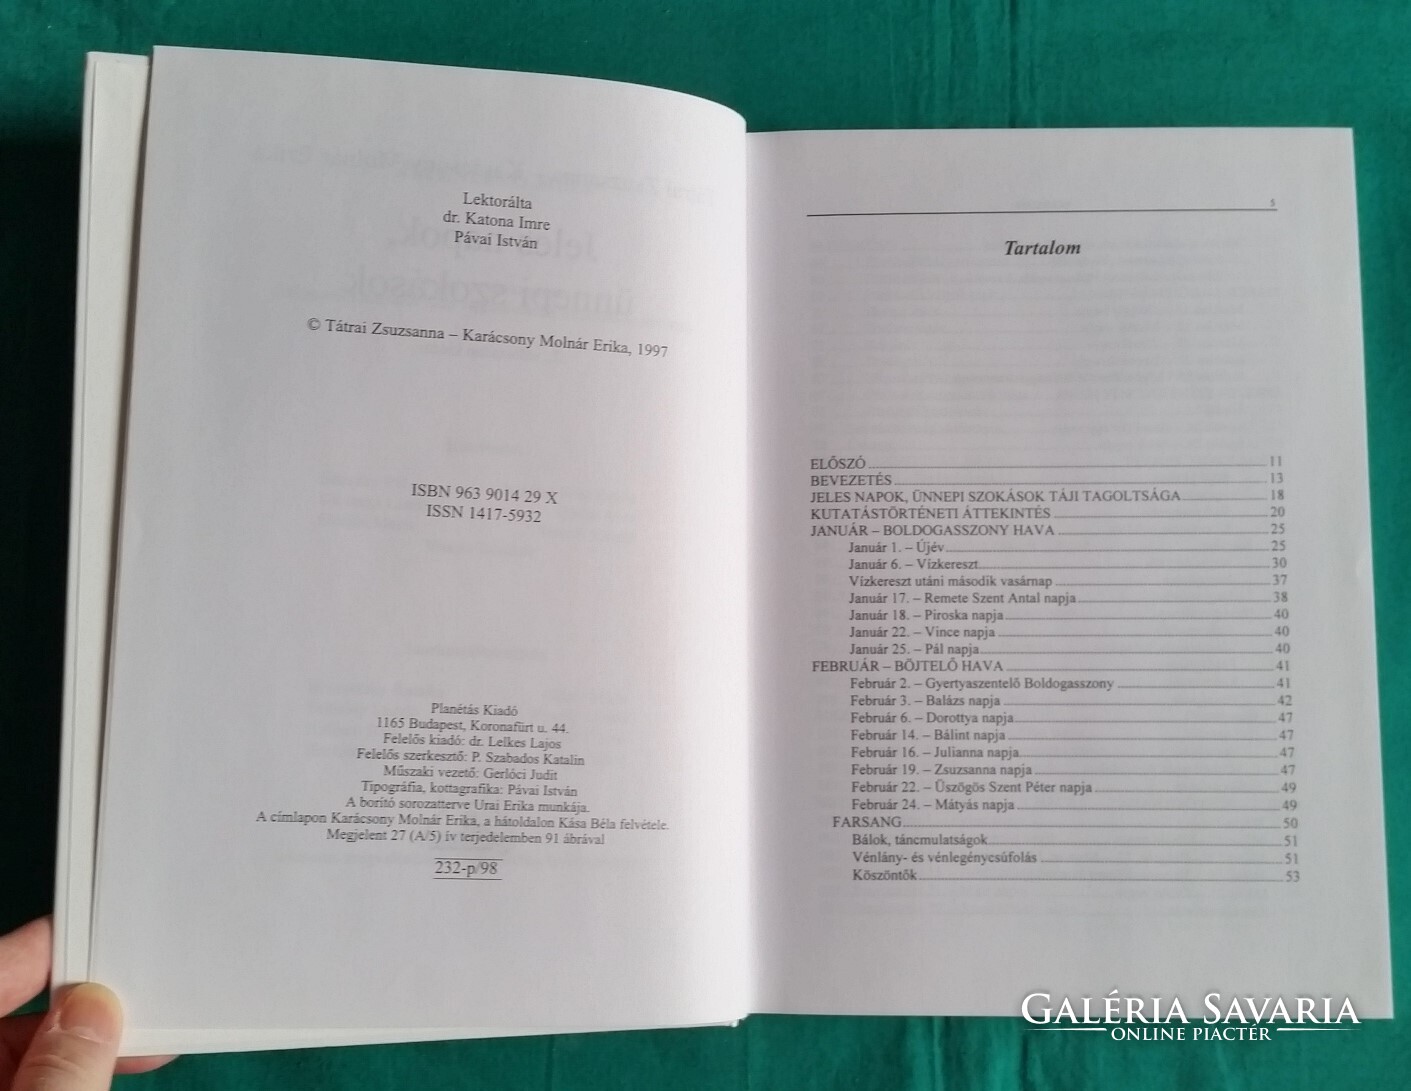 Lektorálta
dr. Katona Imre
Pávai István
© Tátrai Zsuzsanna – Karácsony Molnár Erika, 1997
ISBN 963 9014 29 X
ISSN 1417-5932
Planétás Kiadó
1165 Budapest, Koronafürt u. 44.
Felelős kiadó: dr. Lelkes Lajos
Felelős szerkesztő: P. Szabados Katalin
Műszaki vezető: Gerlóci Judit
Tipográfia, kottagrafika: Pávai István
A borító sorozatterve Urai Erika munkája.
A címlapon Karácsony Molnár Erika, a hátoldalon Kása Béla felvétele.
Megjelent 27 (A/5) ív terjedelemben 91 ábrával
232-p/98
5
Tartalom
ELŐSZÓ 11
BEVEZETÉS 13
JELES NAPOK, ÜNNEPI SZOKÁSOK TÁJI TAGOLTSÁGA 18
KUTATÁSTÖRTÉNETI ÁTTEKINTÉS 20
JANUÁR – BOLDOGASSZONY HAVA 25
Január 1. – Újév 25
Január 6. – Vízkereszt 30
Vízkereszt utáni második vasárnap 37
Január 17. – Remete Szent Antal napja 38
Január 18. – Piroska napja 40
Január 22. – Vince napja 40
Január 25. – Pál napja 40
FEBRUÁR – BÖJTELŐ HAVA 41
Február 2. – Gyertyaszentelő Boldogasszony 41
Február 3. – Balázs napja 42
Február 6. – Dorottya napja 47
Február 14. – Bálint napja 47
Február 16. – Julianna napja 47
Február 19. – Zsuzsanna napja 47
Február 22. – Üszögös Szent Péter napja 49
Február 24. – Mátyás napja 49
FARSANG 50
Bálok, táncmulatságok 51
Vénlány- és vénlegénycsúfolás 51
Köszöntők 53
GALÉRIA SAVARIA
ONLINE PIACTÉR